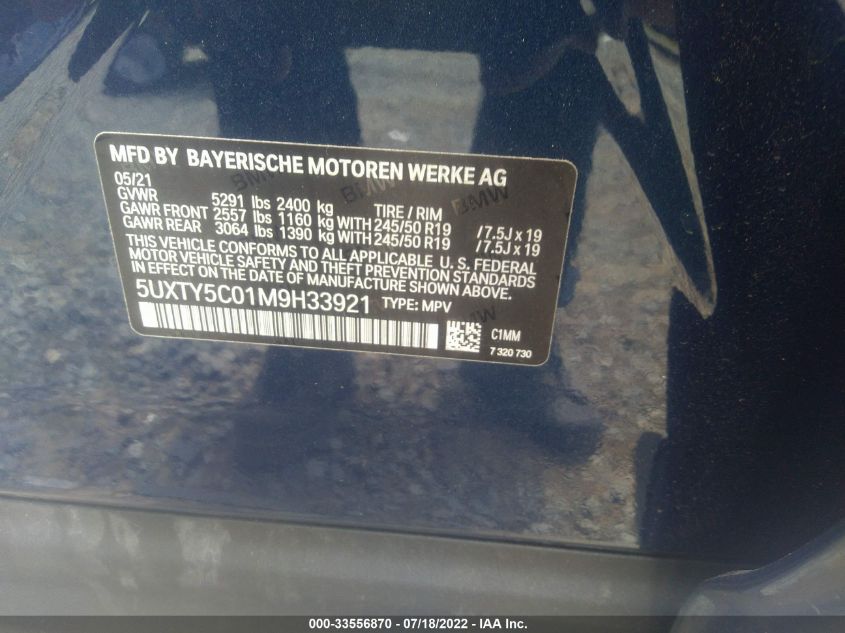 MFD BY BAYERISCHE MOTOREN WERKE AG
05/21
GVWR 5291 lbs 2400 kg TIRE / RIM
GAWR FRONT 2557 lbs 1160 kg WITH 245/50 R19 / 7.5J x 19
GAWR REAR 3064 lbs 1390 kg WITH 245/50 R19 / 7.5J x 19
THIS VEHICLE CONFORMS TO ALL APPLICABLE U. S. FEDERAL
MOTOR VEHICLE SAFETY AND THEFT PREVENTION STANDARDS
IN EFFECT ON THE DATE OF MANUFACTURE SHOWN ABOVE.
5UXTY5C01M9H33921 TYPE: MPV
C1MM
7 320 730
BMW
BMW
BMW
000-33556870 - 07/18/2022 - IAA Inc.